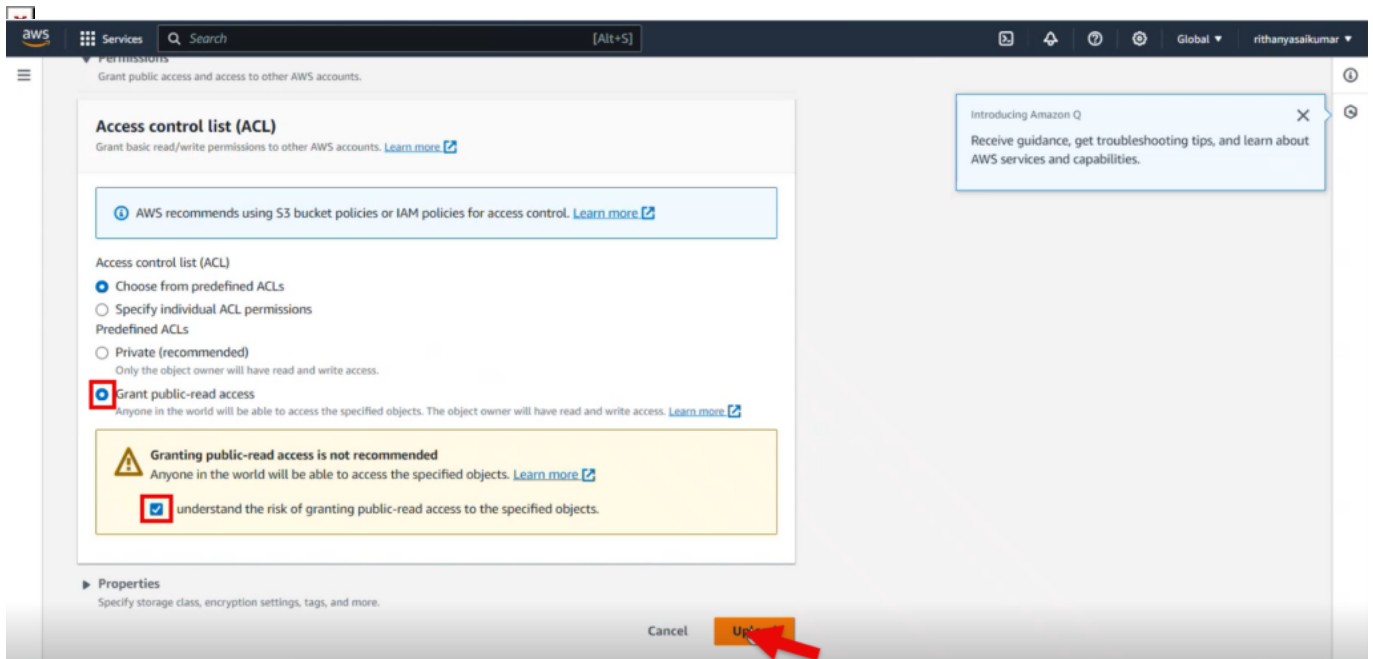 aws
Services
Search
[Alt+S]
Global
rithanyasaikumar
Permissions
Grant public access and access to other AWS accounts.
Access control list (ACL)
Grant basic read/write permissions to other AWS accounts. Learn more
AWS recommends using S3 bucket policies or IAM policies for access control. Learn more
Access control list (ACL)
Choose from predefined ACLs
Specify individual ACL permissions
Predefined ACLs
Private (recommended)
Only the object owner will have read and write access.
Grant public-read access
Anyone in the world will be able to access the specified objects. The object owner will have read and write access. Learn more
Granting public-read access is not recommended
Anyone in the world will be able to access the specified objects. Learn more
understand the risk of granting public-read access to the specified objects.
Properties
Specify storage class, encryption settings, tags, and more.
Cancel
Introducing Amazon Q
Receive guidance, get troubleshooting tips, and learn about
AWS services and capabilities.